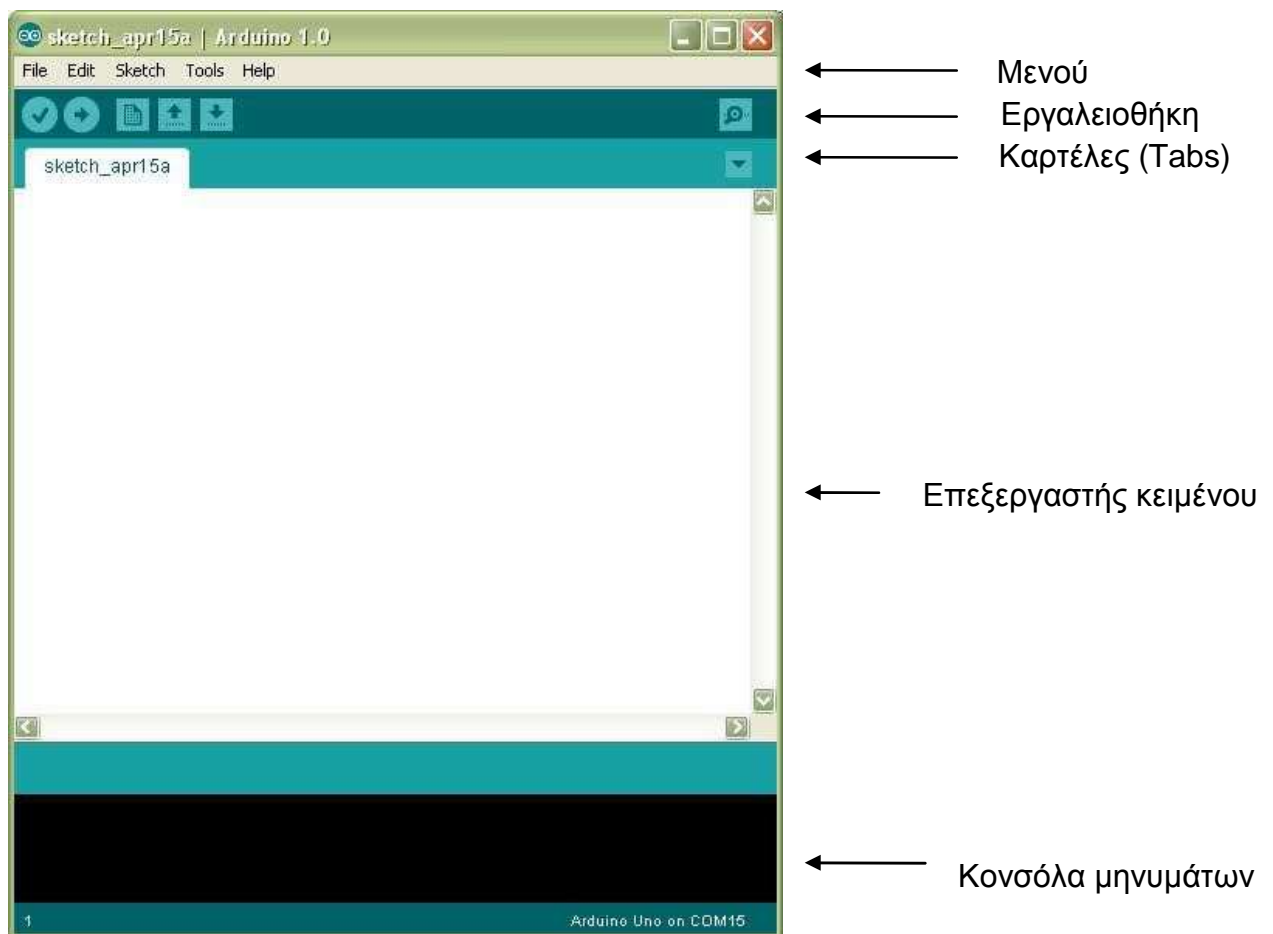 sketch_apr15a | Arduino 1.0
File Edit Sketch Tools Help
Μενού
Εργαλειοθήκη
sketch_apr15a
Καρτέλες (Tabs)
Επεξεργαστής κειμένου
Κονσόλα μηνυμάτων
1
Arduino Uno on COM15